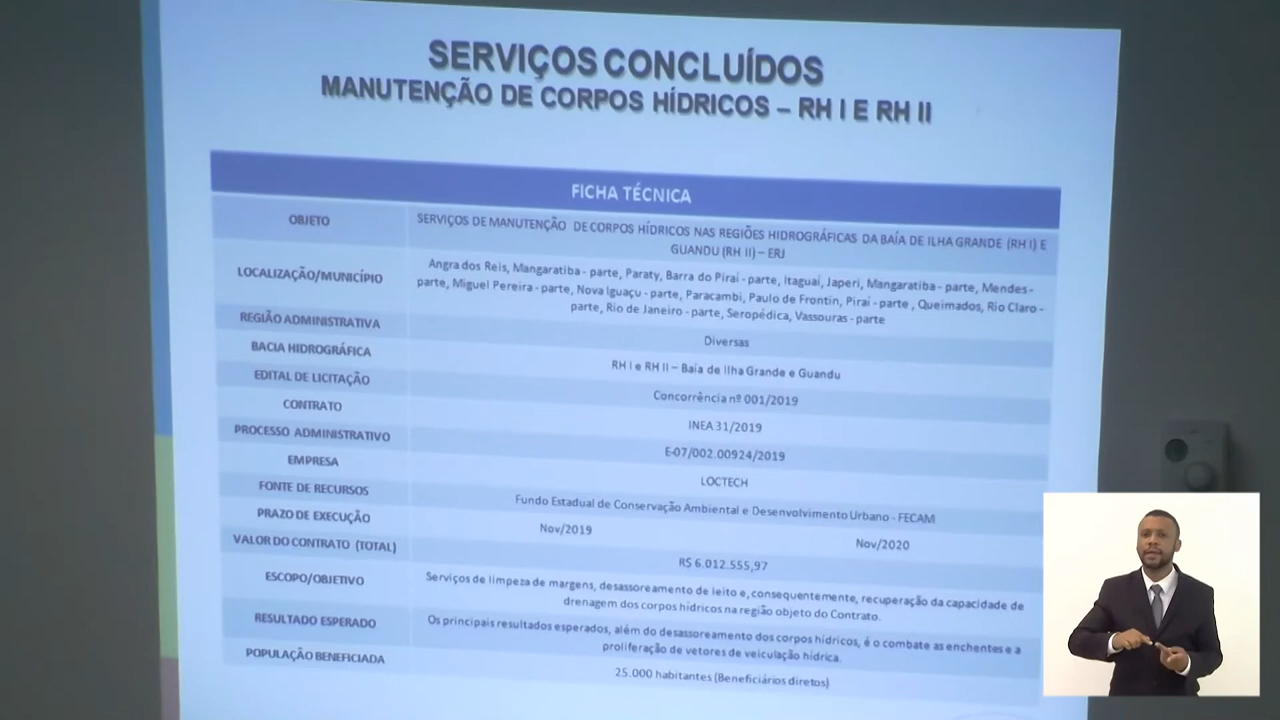 SERVIÇOS CONCLUÍDOS
MANUTENÇÃO DE CORPOS HÍDRICOS – RH I E RH II
FICHA TÉCNICA
OBJETO
SERVIÇOS DE MANUTENÇÃO DE CORPOS HÍDRICOS NAS REGIÕES HIDROGRÁFICAS DA BAÍA DE ILHA GRANDE (RH I) E
GUANDU (RH II) – ERJ
LOCALIZAÇÃO/MUNICÍPIO
Angra dos Reis, Mangaratiba - parte, Paraty, Barra do Piraí - parte, Itaguaí, Japeri, Mangaratiba - parte, Mendes -
parte, Miguel Pereira - parte, Nova Iguaçu - parte, Paracambi, Paulo de Frontin, Piraí - parte , Queimados, Rio Claro -
parte, Rio de Janeiro - parte, Seropédica, Vassouras - parte
REGIÃO ADMINISTRATIVA
Diversas
BACIA HIDROGRÁFICA
RH I e RH II – Baía de Ilha Grande e Guandu
EDITAL DE LICITAÇÃO
Concorrência nº 001/2019
CONTRATO
INEA 31/2019
PROCESSO ADMINISTRATIVO
E-07/002.00924/2019
EMPRESA
LOCTECH
FONTE DE RECURSOS
Fundo Estadual de Conservação Ambiental e Desenvolvimento Urbano - FECAM
PRAZO DE EXECUÇÃO
Nov/2019
Nov/2020
VALOR DO CONTRATO (TOTAL)
R$ 6.012.555,97
ESCOPO/OBJETIVO
Serviços de limpeza de margens, desassoreamento de leito e, consequentemente, recuperação da capacidade de
drenagem dos corpos hídricos na região objeto do Contrato.
RESULTADO ESPERADO
Os principais resultados esperados, além do desassoreamento dos corpos hídricos, é o combate as enchentes e a
proliferação de vetores de veiculação hídrica.
POPULAÇÃO BENEFICIADA
25.000 habitantes (Beneficiários diretos)